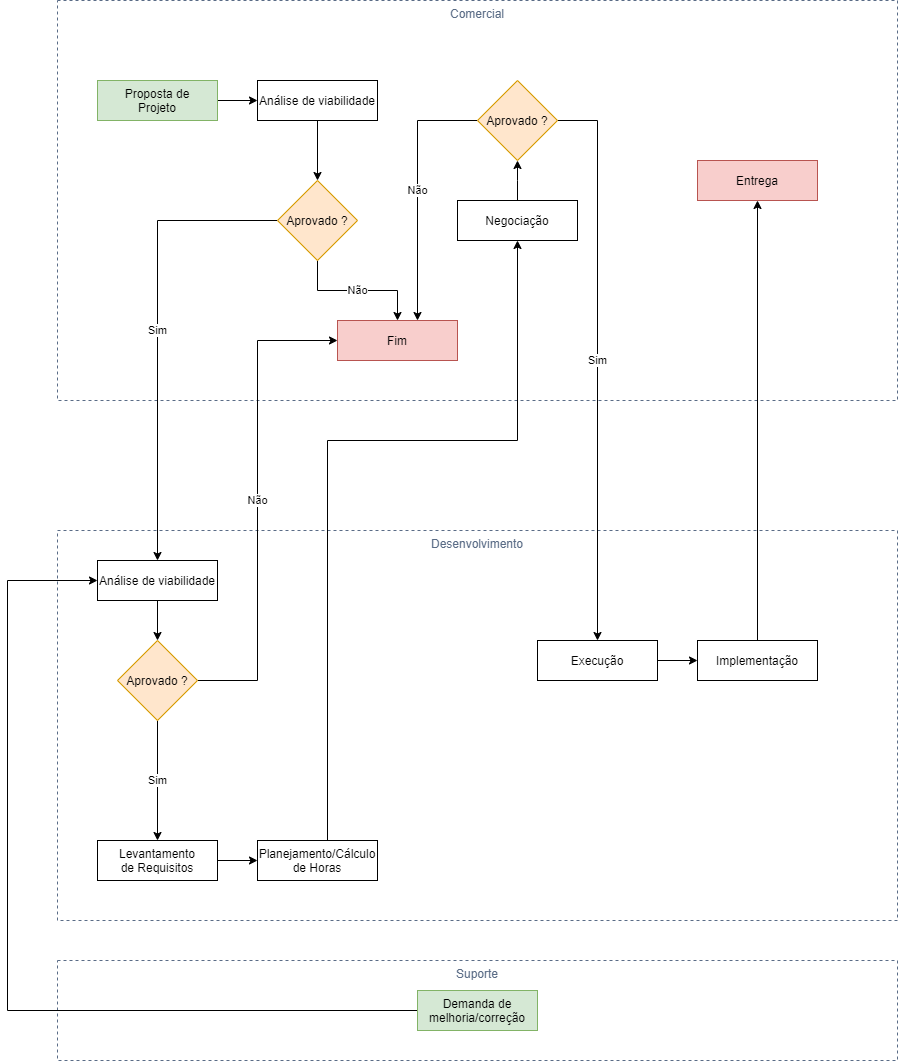 Comercial
Proposta de
Projeto
Análise de viabilidade
Aprovado ?
Aprovado ?
Não
Negociação
Entrega
Não
Sim
Fim
Sim
Não
Desenvolvimento
Análise de viabilidade
Aprovado ?
Execução
Implementação
Sim
Levantamento
de Requisitos
Planejamento/Cálculo
de Horas
Suporte
Demanda de
melhoria/correção